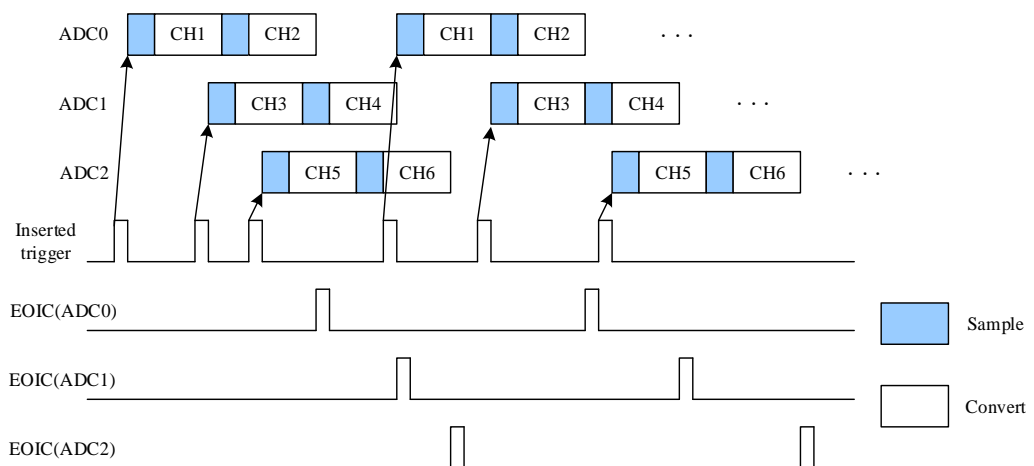 ADC0 CH1 CH2 CH1 CH2 . . .
ADC1 CH3 CH4 CH3 CH4 . . .
ADC2 CH5 CH6 CH5 CH6 . . .
Inserted
trigger
EOIC(ADC0)
Sample
EOIC(ADC1)
Convert
EOIC(ADC2)